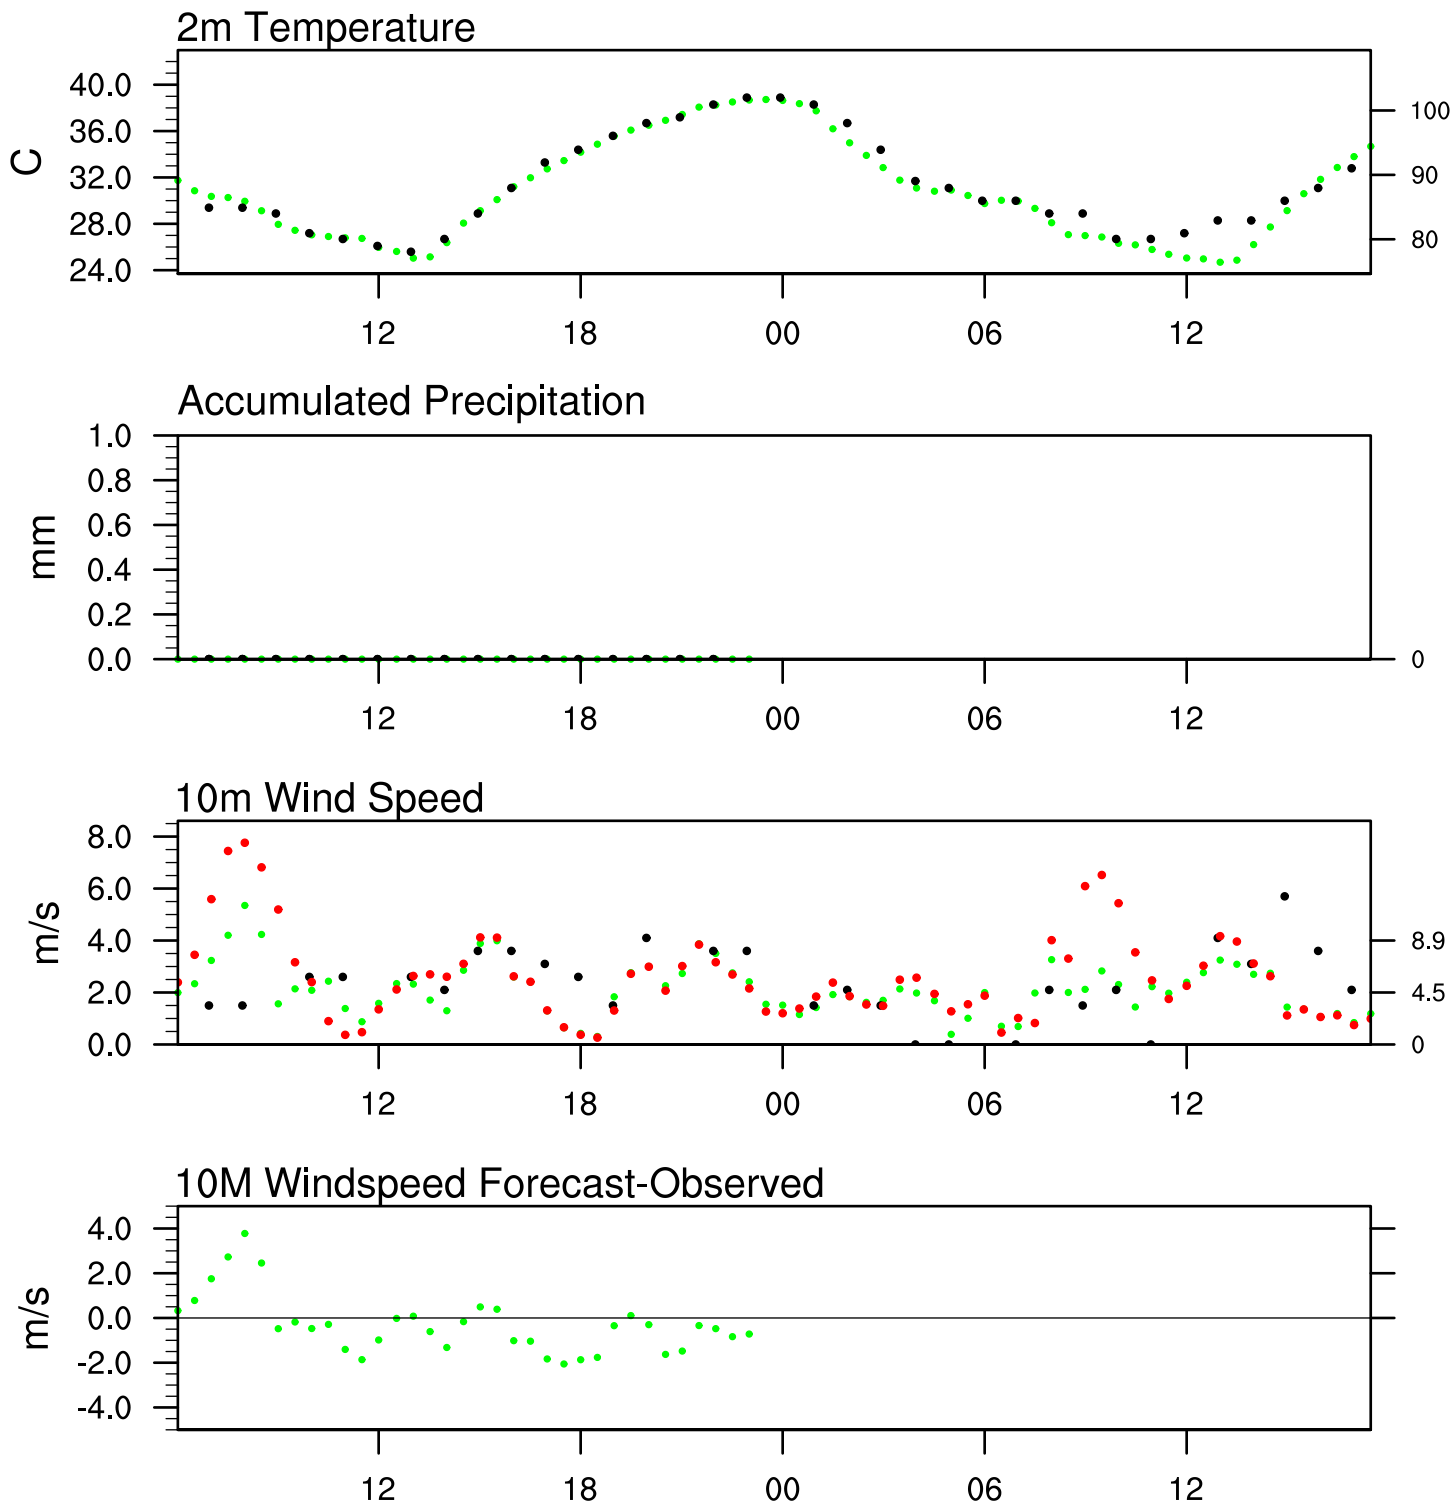 2m Temperature
40.0
36.0
32.0
28.0
24.0
C
100
90
80
12 18 00 06 12
Accumulated Precipitation
1.0
0.8
0.6
0.4
0.2
0.0
mm
0
12 18 00 06 12
10m Wind Speed
8.0
6.0
4.0
2.0
0.0
m/s
8.9
4.5
0
12 18 00 06 12
10M Windspeed Forecast-Observed
4.0
2.0
0.0
-2.0
-4.0
m/s
12 18 00 06 12